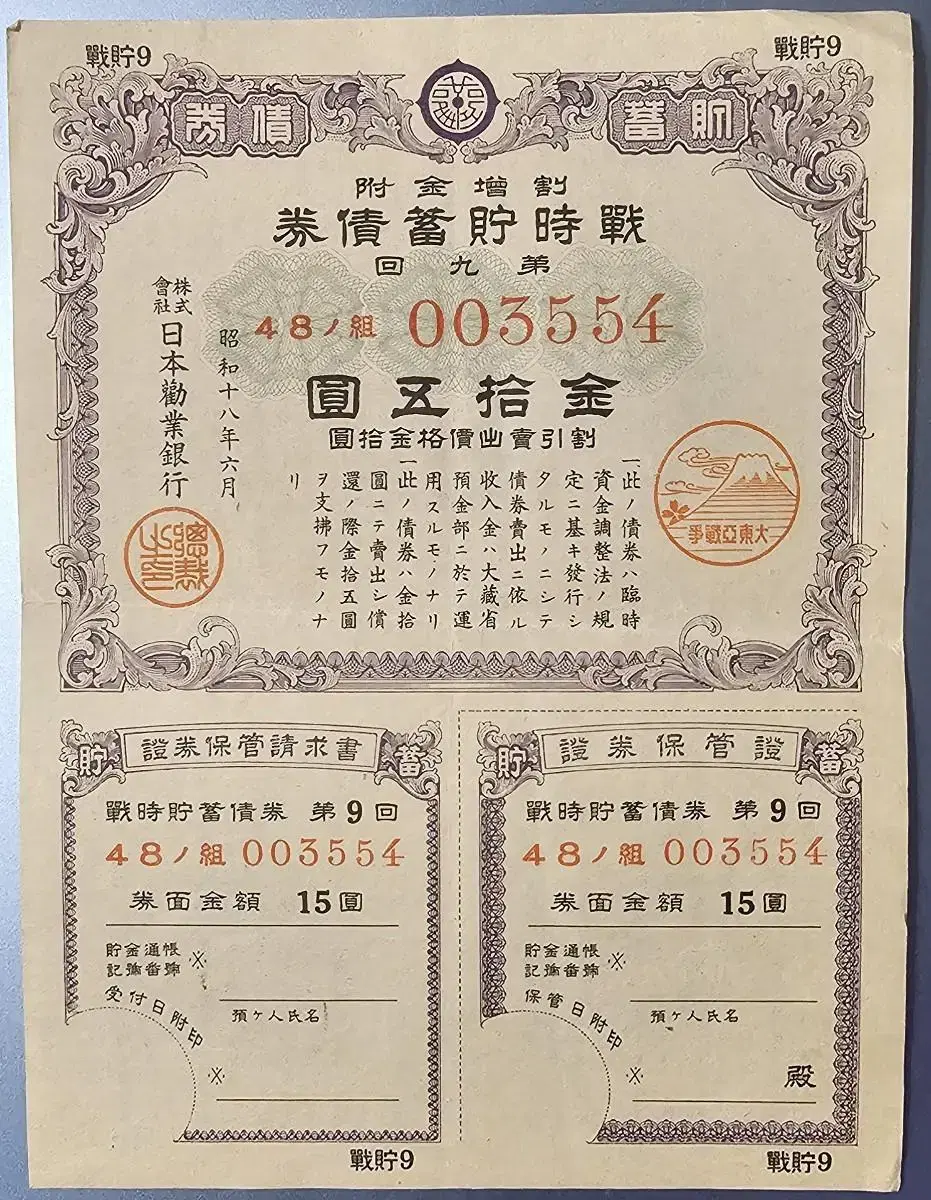 戰貯9
戰貯9
貯蓄
債券
割增金附
戰時貯蓄債券
第九回
48ノ組 003554
金拾五圓
割引賣出價格金拾圓
大東亞戰爭
一此ノ債券ハ臨時
資金調整法ノ規
定ニ基キ發行シ
タルモノニシテ
債券賣出ニ依ル
收入金ハ大藏省
預金部ニ於テ運
用スルモノナリ
一此ノ債券ハ金拾
圓ニテ賣出シ償
還ノ際金拾五圓
ヲ支拂フモノナ
リ
昭和十八年六月
株式會社
日本勸業銀行
總裁之印
貯
證券保管請求書
蓄
戰時貯蓄債券 第9回
48ノ組 003554
券面金額 15圓
貯金通帳
記號番號 ※
受付日附印
預ケ人氏名
※
戰貯9
貯
證券保管證
蓄
戰時貯蓄債券 第9回
48ノ組 003554
券面金額 15圓
貯金通帳
記號番號 ※
保管日附印
預ケ人氏名
※
殿
戰貯9